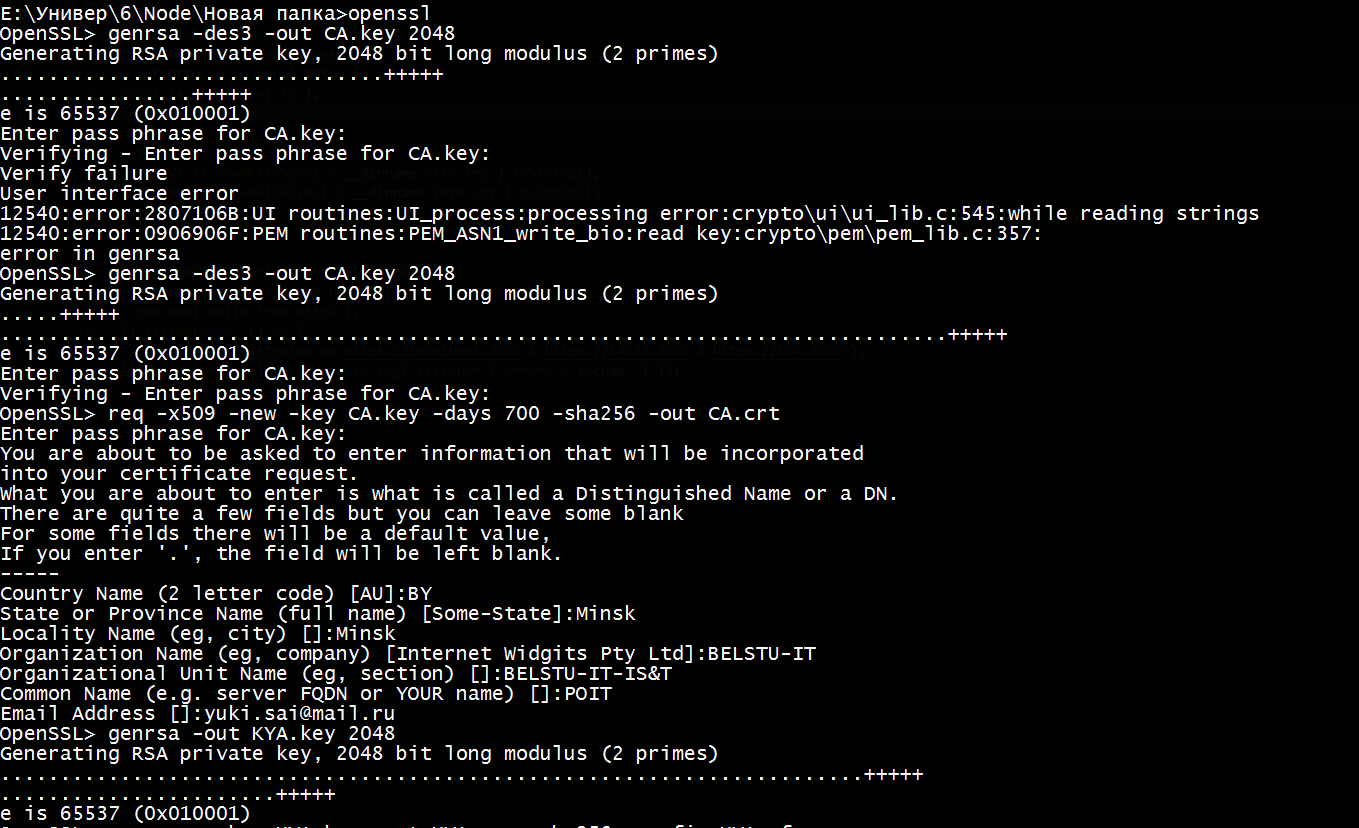 E:\Универ\6\Node\Новая папка>openssl
OpenSSL> genrsa -des3 -out CA.key 2048
Generating RSA private key, 2048 bit long modulus (2 primes)
................................+++++
................+++++
e is 65537 (0x010001)
Enter pass phrase for CA.key:
Verifying - Enter pass phrase for CA.key:
Verify failure
User interface error
12540:error:2807106B:UI routines:UI_process:processing error:crypto\ui\ui_lib.c:545:while reading strings
12540:error:0906906F:PEM routines:PEM_ASN1_write_bio:read key:crypto\pem\pem_lib.c:357:
error in genrsa
OpenSSL> genrsa -des3 -out CA.key 2048
Generating RSA private key, 2048 bit long modulus (2 primes)
.....+++++
...............................................................................+++++
e is 65537 (0x010001)
Enter pass phrase for CA.key:
Verifying - Enter pass phrase for CA.key:
OpenSSL> req -x509 -new -key CA.key -days 700 -sha256 -out CA.crt
Enter pass phrase for CA.key:
You are about to be asked to enter information that will be incorporated
into your certificate request.
What you are about to enter is what is called a Distinguished Name or a DN.
There are quite a few fields but you can leave some blank
For some fields there will be a default value,
If you enter '.', the field will be left blank.
-----
Country Name (2 letter code) [AU]:BY
State or Province Name (full name) [Some-State]:Minsk
Locality Name (eg, city) []:Minsk
Organization Name (eg, company) [Internet Widgits Pty Ltd]:BELSTU-IT
Organizational Unit Name (eg, section) []:BELSTU-IT-IS&T
Common Name (e.g. server FQDN or YOUR name) []:POIT
Email Address []:yuki.sai@mail.ru
OpenSSL> genrsa -out KYA.key 2048
Generating RSA private key, 2048 bit long modulus (2 primes)
........................................................................+++++
.......................+++++
e is 65537 (0x010001)